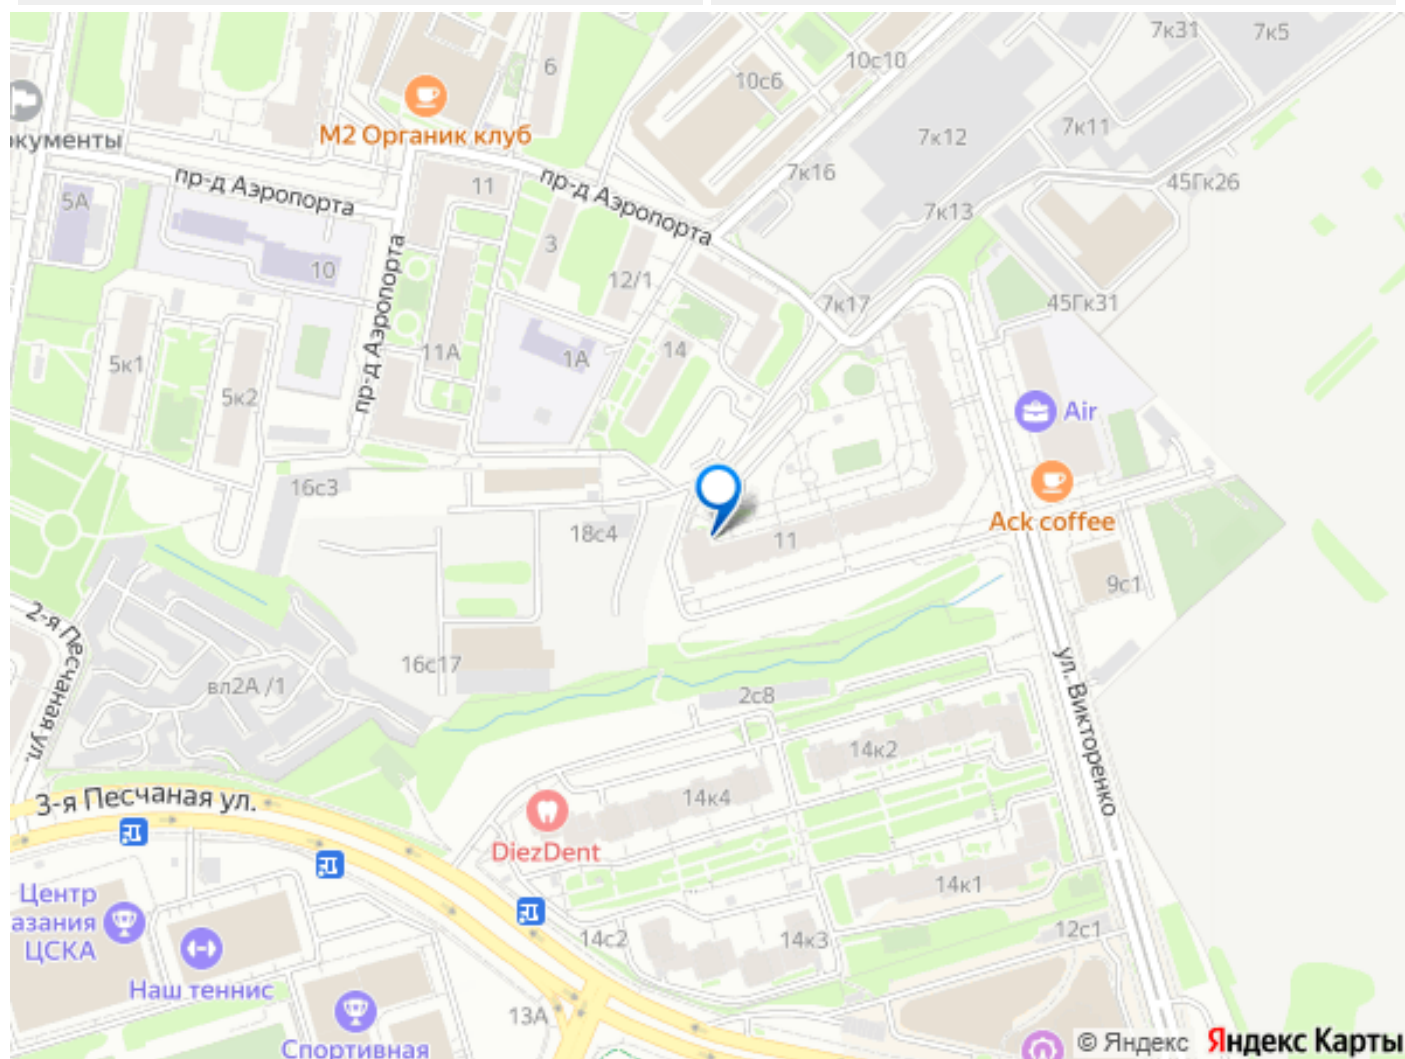 7к31
7к5
6
10с6
10с10
М2 Органик клуб
окументы
7к12
7к11
7к16
45Гк26
пр-д Аэропорта
11
пр-д Аэропорта
5А
7к13
3
10
12/1
пр-д Аэропорта
7к17
45Гк31
11А
1А
14
5к1
5к2
Air
16с3
18с4
11
Ack coffee
9с1
2-я Песчаная ул.
16с17
вл2А /1
2с8
ул. Викторенко
14к2
3-я Песчаная ул.
14к4
DiezDent
14к1
Центр
азания
ЦСКА
14с2
14к3
12с1
Наш теннис
13А
Спортивная
© Яндекс
Яндекс Карты